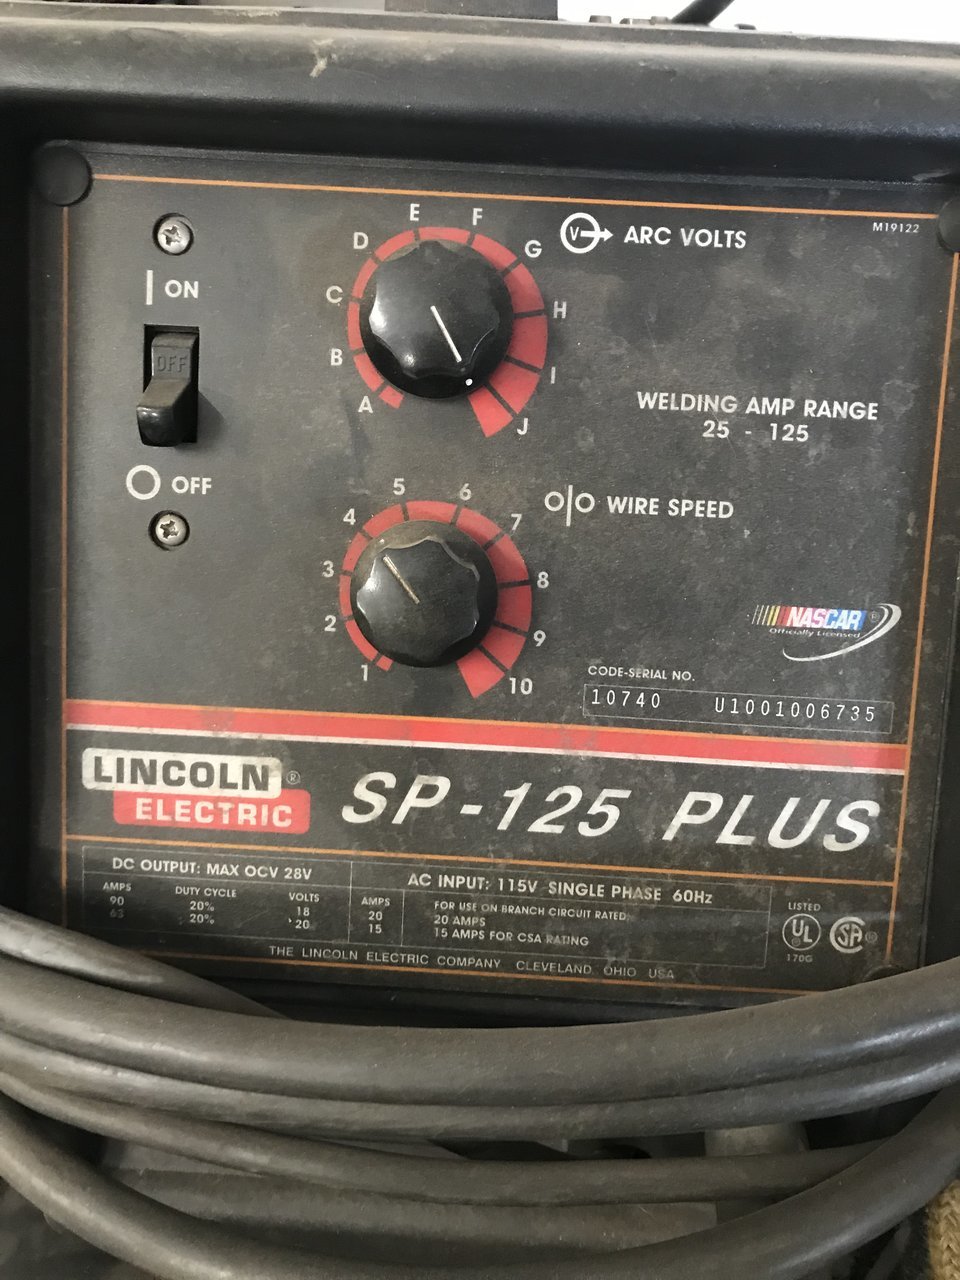 M19122
ON
OFF
OFF
ARC VOLTS
V
A
B
C
D
E
F
G
H
I
J
WELDING AMP RANGE
25 - 125
WIRE SPEED
1
2
3
4
5
6
7
8
9
10
NASCAR ®
Officially Licensed
CODE-SERIAL NO.
10740 U1001006735
LINCOLN ®
ELECTRIC
SP-125 PLUS
DC OUTPUT: MAX OCV 28V
AMPS DUTY CYCLE VOLTS
90 20% 18
63 20% 20
AC INPUT: 115V SINGLE PHASE 60Hz
AMPS
20
15
FOR USE ON BRANCH CIRCUIT RATED:
20 AMPS
15 AMPS FOR CSA RATING
LISTED
UL
170G
SA
THE LINCOLN ELECTRIC COMPANY CLEVELAND, OHIO USA